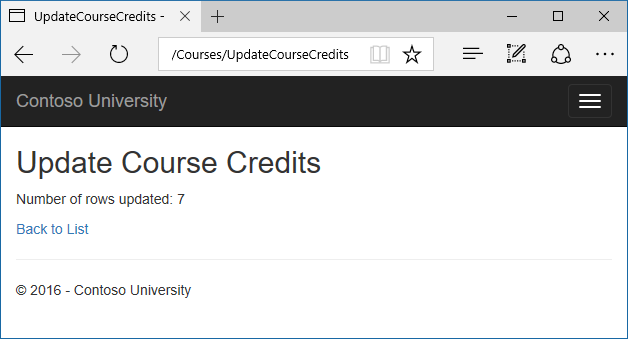 UpdateCourseCredits -
/Courses/UpdateCourseCredits
Contoso University
Update Course Credits
Number of rows updated: 7
Back to List
© 2016 - Contoso University